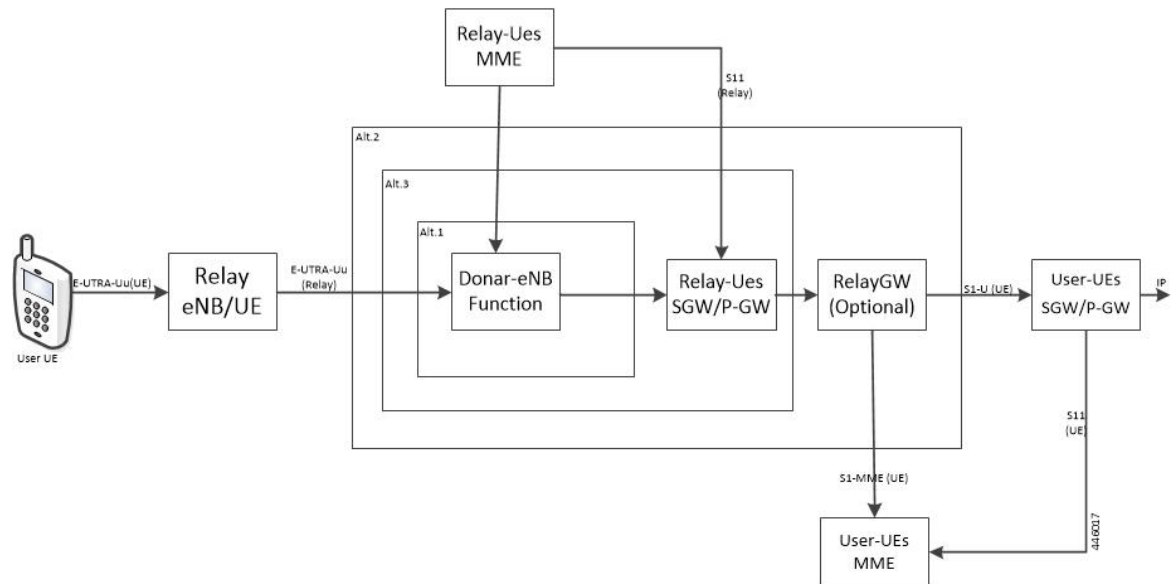 Relay-Ues
MME
S11
(Relay)
Alt.2
Alt.3
Alt.1
E-UTRA-Uu(UE)
Relay
eNB/UE
E-UTRA-Uu
(Relay)
Donar-eNB
Function
Relay-Ues
SGW/P-GW
RelayGW
(Optional)
S1-U (UE)
User-UEs
SGW/P-GW
IP
User UE
S11
(UE)
S1-MME (UE)
User-UEs
MME
446017